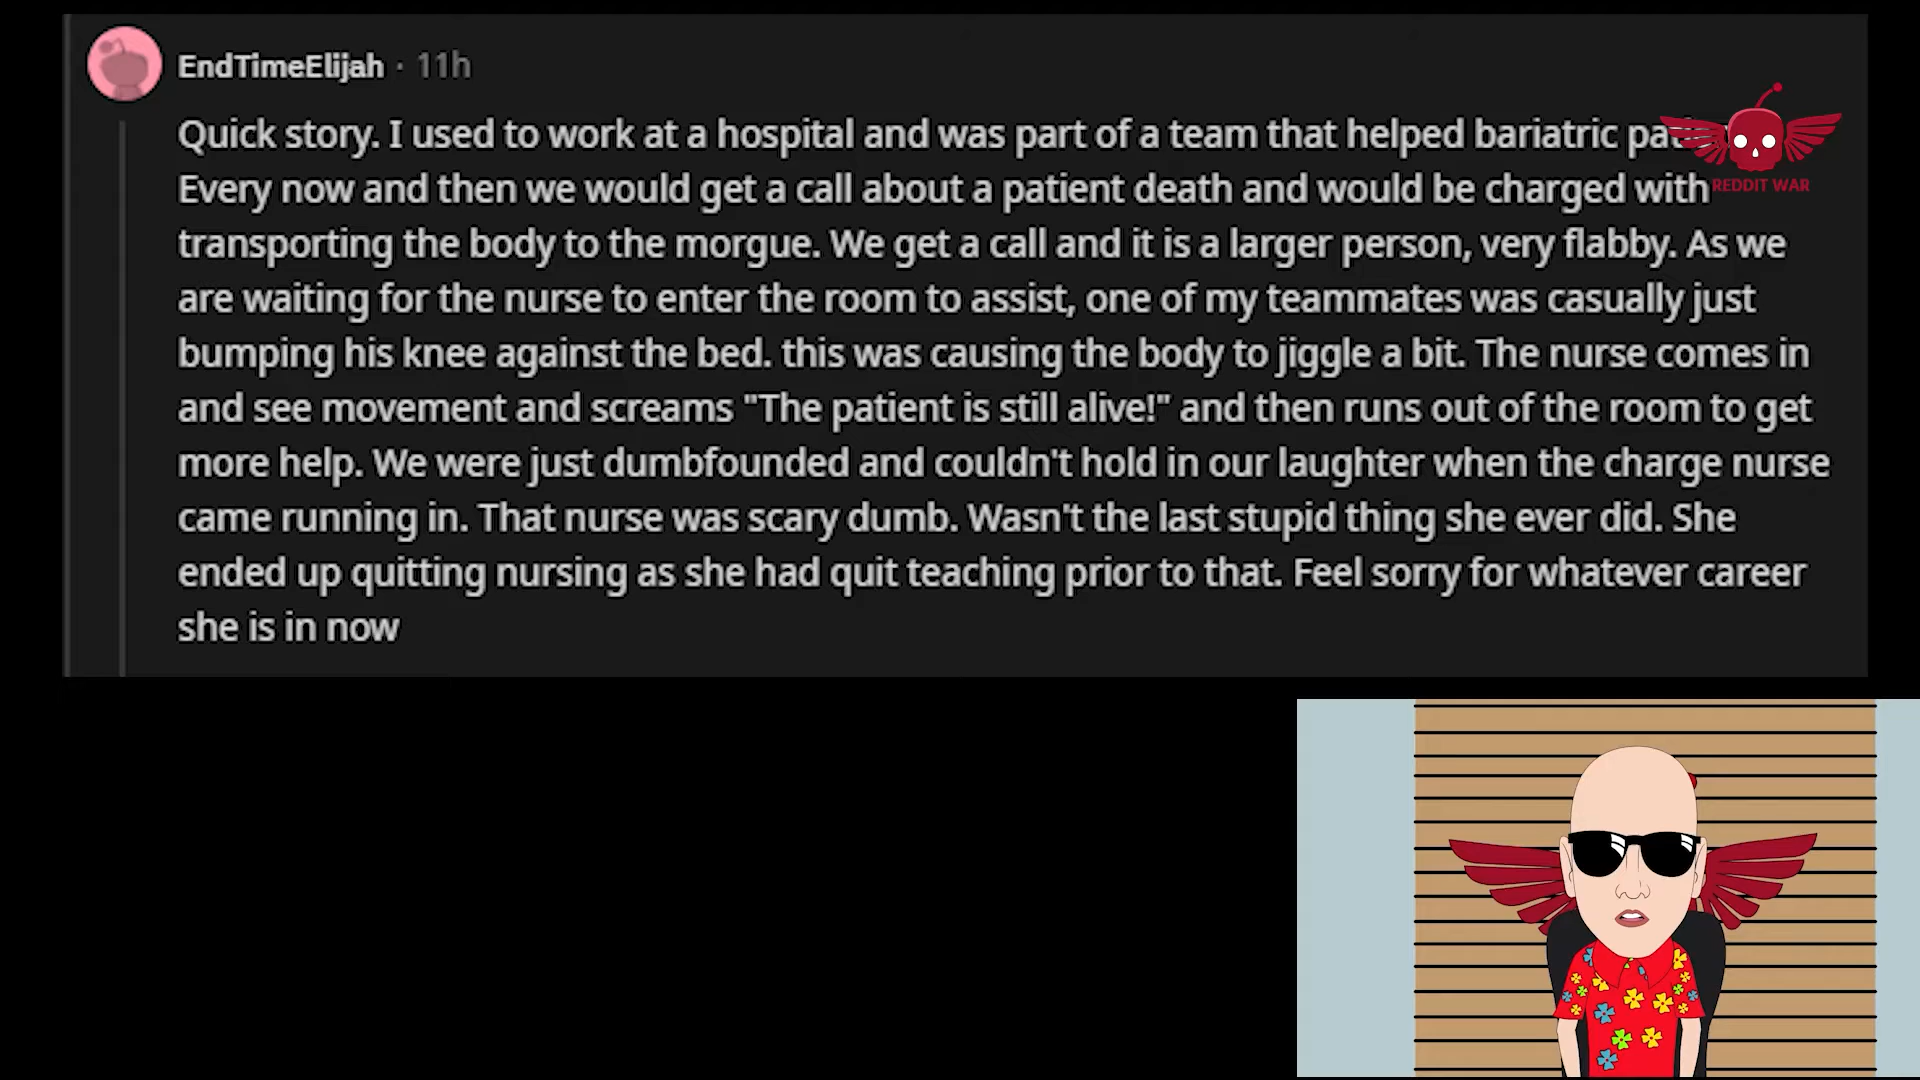 EndTimeElijah · 11h
Quick story. I used to work at a hospital and was part of a team that helped bariatric
Every now and then we would get a call about a patient death and would be charged with
REDDIT WAR
transporting the body to the morgue. We get a call and it is a larger person, very flabby. As we
are waiting for the nurse to enter the room to assist, one of my teammates was casually just
bumping his knee against the bed. this was causing the body to jiggle a bit. The nurse comes in
and see movement and screams "The patient is still alive!" and then runs out of the room to get
more help. We were just dumbfounded and couldn't hold in our laughter when the charge nurse
came running in. That nurse was scary dumb. Wasn't the last stupid thing she ever did. She
ended up quitting nursing as she had quit teaching prior to that. Feel sorry for whatever career
she is in now